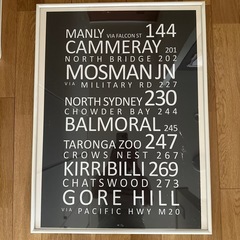 MANLY VIA FALCON ST 144
CAMMERAY 201
NORTH BRIDGE 202
MOSMAN JN
VIA MILITARY RD 227
NORTH SYDNEY 230
CHOWDER BAY 244
BALMORAL 245
TARONGA ZOO 247
CROWS NEST 267
KIRRIBILLI 269
CHATSWOOD 273
GORE HILL
VIA PACIFIC HWY M20